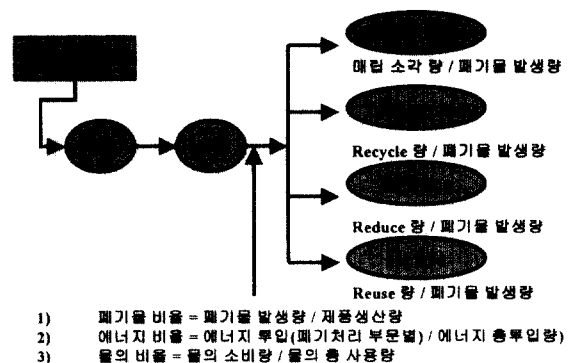 매립 소각 량 / 폐기물 발생량
Recycle 량 / 폐기물 발생량
Reduce 량 / 폐기물 발생량
Reuse 량 / 폐기물 발생량
1) 폐기물 비율 = 폐기물 발생량 / 제품생산량
2) 에너지 비율 = 에너지 투입(폐기처리 부문별) / 에너지 총투입량)
3) 물의 비율 = 물의 소비량 / 물의 총 사용량